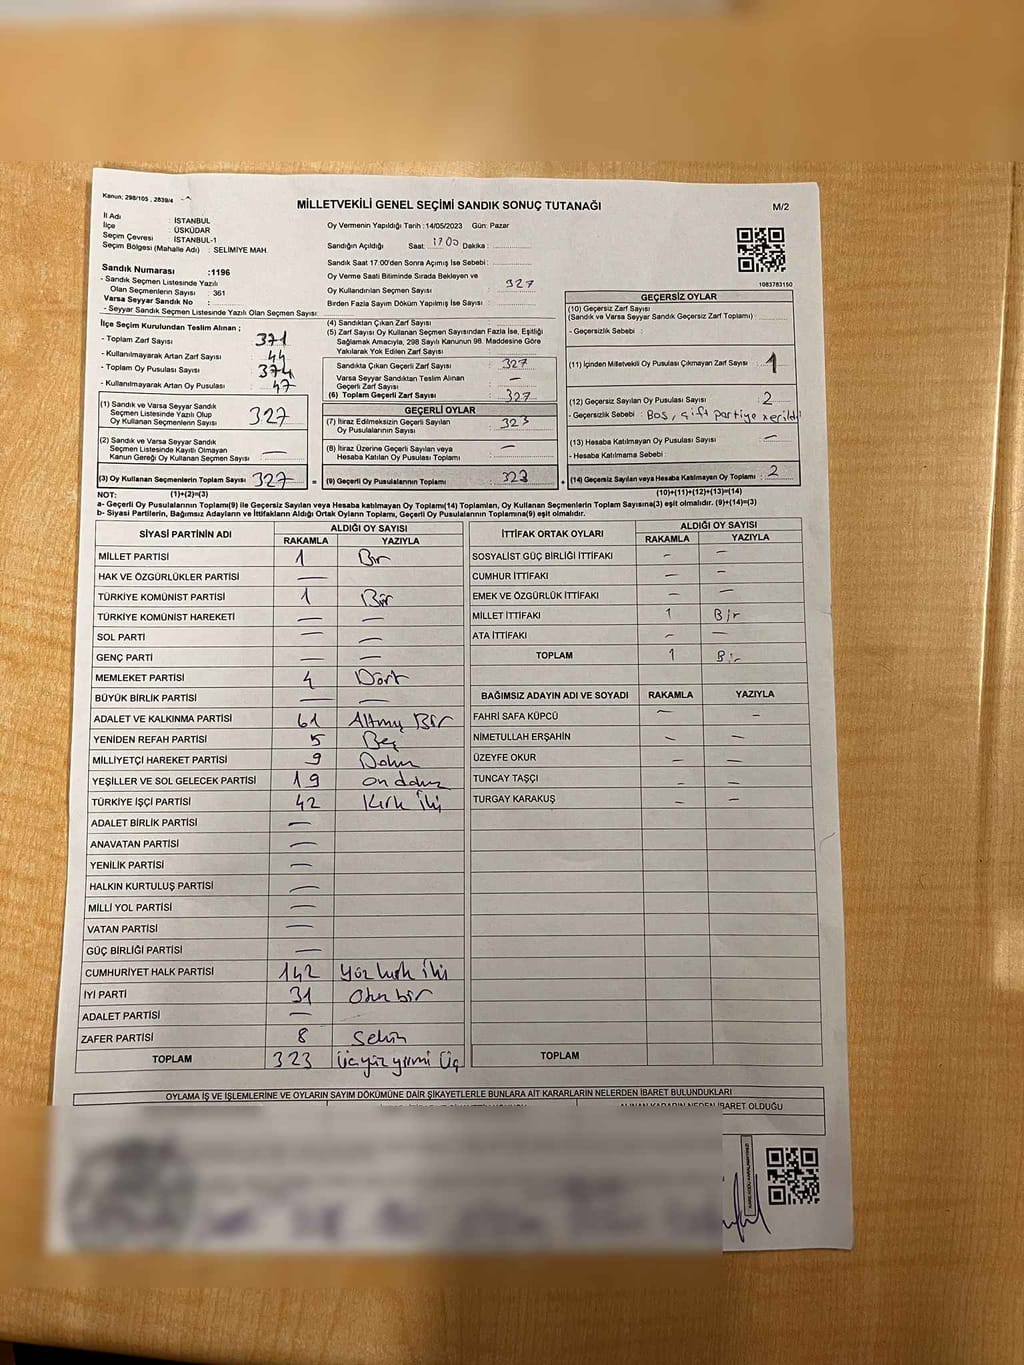 Kanun: 298/105 , 2839/4
MİLLETVEKİLİ GENEL SEÇİMİ SANDIK SONUÇ TUTANAĞI
M/2
İl Adı : İSTANBUL
İlçe : ÜSKÜDAR
Seçim Çevresi : İSTANBUL-1
Seçim Bölgesi (Mahalle Adı) : SELİMİYE MAH.
Sandık Numarası :1196
- Sandık Seçmen Listesinde Yazılı
Olan Seçmenlerin Sayısı : 361
Varsa Seyyar Sandık No :
- Seyyar Sandık Seçmen Listesinde Yazılı Olan Seçmen Sayısı:
Oy Vermenin Yapıldığı Tarih :14/05/2023 Gün: Pazar
Sandığın Açıldığı Saat: 17 00 Dakika :
Sandık Saat 17:00'den Sonra Açımış İse Sebebi :
Oy Verme Saati Bitiminde Sırada Bekleyen ve
Oy Kullandırılan Seçmen Sayısı : 327
Birden Fazla Sayım Döküm Yapılmış İse Sayısı :
1083783150
İlçe Seçim Kurulundan Teslim Alınan ;
- Toplam Zarf Sayısı : 371
- Kullanılmayarak Artan Zarf Sayısı : 44
- Toplam Oy Pusulası Sayısı : 374
- Kullanılmayarak Artan Oy Pusulası : 47
(1) Sandık ve Varsa Seyyar Sandık
Seçmen Listesinde Yazılı Olup
Oy Kullanan Seçmenlerin Sayısı : 327
(2) Sandık ve Varsa Seyyar Sandık
Seçmen Listesinde Kayıtlı Olmayan
Kanun Gereği Oy Kullanan Seçmen Sayısı : —
(3) Oy Kullanan Seçmenlerin Toplam Sayısı : 327
(4) Sandıktan Çıkan Zarf Sayısı :
(5) Zarf Sayısı Oy Kullanan Seçmen Sayısından Fazla İse, Eşitliği
Sağlamak Amacıyla, 298 Sayılı Kanunun 98. Maddesine Göre
Yakılarak Yok Edilen Zarf Sayısı :
Sandıkta Çıkan Geçerli Zarf Sayısı : 327
Varsa Seyyar Sandıktan Teslim Alınan
Geçerli Zarf Sayısı : —
(6) Toplam Geçerli Zarf Sayısı : 327
GEÇERLİ OYLAR
(7) İtiraz Edilmeksizin Geçerli Sayılan
Oy Pusulalarının Sayısı : 323
(8) İtiraz Üzerine Geçerli Sayılan veya
Hesaba Katılan Oy Pusulası Toplamı : —
= (9) Geçerli Oy Pusulalarının Toplamı : 323
GEÇERSİZ OYLAR
(10) Geçersiz Zarf Sayısı
(Sandık ve Varsa Seyyar Sandık Geçersiz Zarf Toplamı) :
- Geçersizlik Sebebi :
(11) İçinden Milletvekili Oy Pusulası Çıkmayan Zarf Sayısı : 1
(12) Geçersiz Sayılan Oy Pusulası Sayısı : 2
- Geçersizlik Sebebi : Boş, çift partiye verildi
(13) Hesaba Katılmayan Oy Pusulası Sayısı : —
- Hesaba Katılmama Sebebi :
+ (14) Geçersiz Sayılan veya Hesaba Katılmayan Oy Toplamı : 2
NOT: (1)+(2)=(3) (10)+(11)+(12)+(13)=(14)
a- Geçerli Oy Pusulalarının Toplamı(9) ile Geçersiz Sayılan veya Hesaba katılmayan Oy Toplamı(14) Toplamları, Oy Kullanan Seçmenlerin Toplam Sayısına(3) eşit olmalıdır. (9)+(14)=(3)
b- Siyasi Partilerin, Bağımsız Adayların ve İttifakların Aldığı Ortak Oyların Toplamı, Geçerli Oy Pusulalarının Toplamına(9) eşit olmalıdır.
SİYASİ PARTİNİN ADI ALDIĞI OY SAYISI
RAKAMLA YAZIYLA
MİLLET PARTİSİ 1 Bir
HAK VE ÖZGÜRLÜKLER PARTİSİ —
TÜRKİYE KOMÜNİST PARTİSİ 1 Bir
TÜRKİYE KOMÜNİST HAREKETİ — —
SOL PARTİ — —
GENÇ PARTİ — —
MEMLEKET PARTİSİ 4 Dört
BÜYÜK BİRLİK PARTİSİ — —
ADALET VE KALKINMA PARTİSİ 61 Altmış Bir
YENİDEN REFAH PARTİSİ 5 Beş
MİLLİYETÇİ HAREKET PARTİSİ 9 Dokuz
YEŞİLLER VE SOL GELECEK PARTİSİ 19 on dokuz
TÜRKİYE İŞÇİ PARTİSİ 42 Kırk İki
ADALET BİRLİK PARTİSİ —
ANAVATAN PARTİSİ —
YENİLİK PARTİSİ —
HALKIN KURTULUŞ PARTİSİ —
MİLLİ YOL PARTİSİ —
VATAN PARTİSİ —
GÜÇ BİRLİĞİ PARTİSİ —
CUMHURİYET HALK PARTİSİ 142 yüz kırk iki
İYİ PARTİ 31 Otuz bir
ADALET PARTİSİ —
ZAFER PARTİSİ 8 Sekiz
TOPLAM 323 Üçyüz yirmi Üç
İTTİFAK ORTAK OYLARI ALDIĞI OY SAYISI
RAKAMLA YAZIYLA
SOSYALİST GÜÇ BİRLİĞİ İTTİFAKI — —
CUMHUR İTTİFAKI — —
EMEK VE ÖZGÜRLÜK İTTİFAKI — —
MİLLET İTTİFAKI 1 Bir
ATA İTTİFAKI — —
TOPLAM 1 Bir
BAĞIMSIZ ADAYIN ADI VE SOYADI RAKAMLA YAZIYLA
FAHRİ SAFA KÜPCÜ — —
NİMETULLAH ERŞAHİN — —
ÜZEYFE OKUR — —
TUNCAY TAŞÇI — —
TURGAY KARAKUŞ — —
TOPLAM
OYLAMA İŞ VE İŞLEMLERİNE VE OYLARIN SAYIM DÖKÜMÜNE DAİR ŞİKAYETLERLE BUNLARA AİT KARARLARIN NELERDEN İBARET BULUNDUKLARI
ALINAN KARARIN NEDEN İBARET OLDUĞU